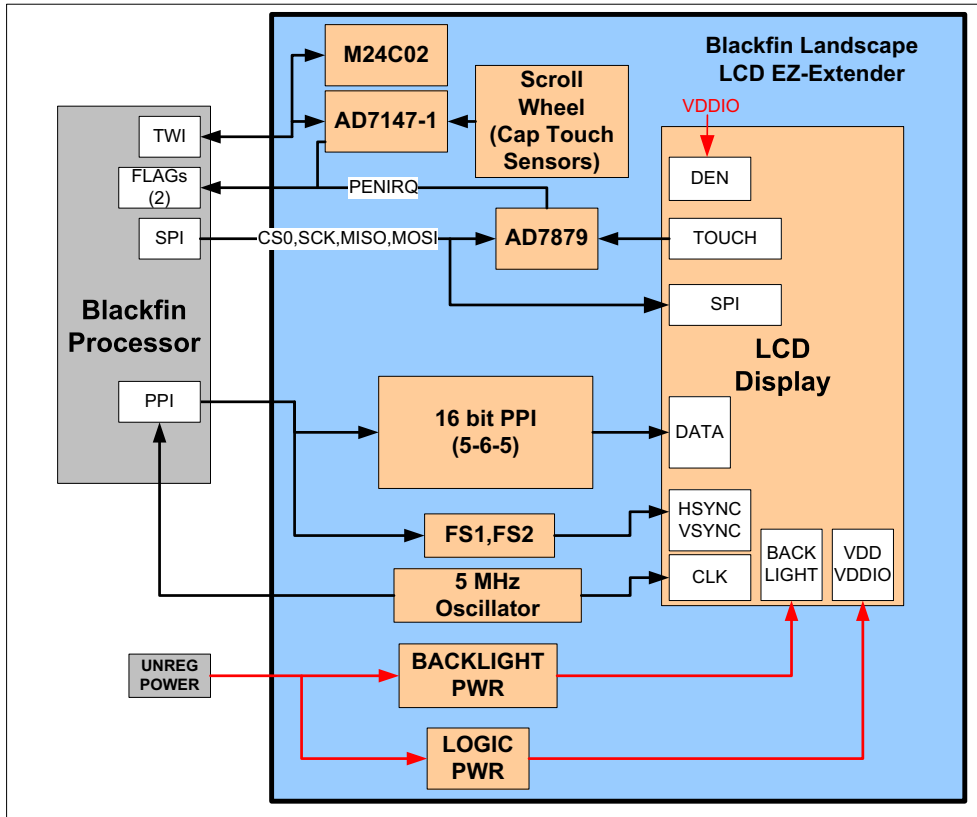 Blackfin Landscape
LCD EZ-Extender
M24C02
AD7147-1
Scroll
Wheel
(Cap Touch
Sensors)
VDDIO
TWI
FLAGs
(2)
SPI
Blackfin
Processor
PPI
PENIRQ
CS0,SCK,MISO,MOSI
AD7879
DEN
TOUCH
SPI
LCD
Display
16 bit PPI
(5-6-5)
DATA
FS1,FS2
HSYNC
VSYNC
5 MHz
Oscillator
CLK
BACK
LIGHT
VDD
VDDIO
UNREG
POWER
BACKLIGHT
PWR
LOGIC
PWR